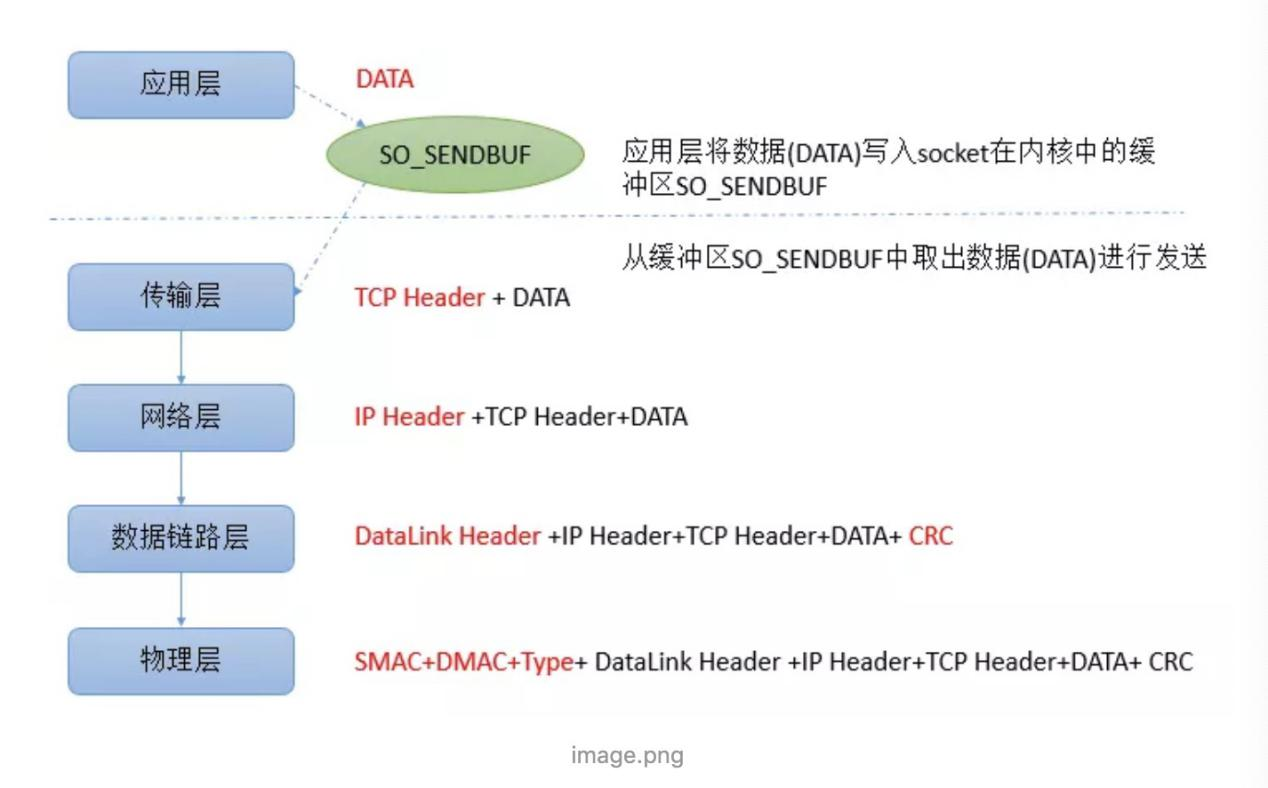 应用层
DATA
SO_SENDBUF
应用层将数据(DATA)写入socket在内核中的缓
冲区SO_SENDBUF
从缓冲区SO_SENDBUF中取出数据(DATA)进行发送
传输层
TCP Header + DATA
网络层
IP Header +TCP Header+DATA
数据链路层
DataLink Header +IP Header+TCP Header+DATA+ CRC
物理层
SMAC+DMAC+Type+ DataLink Header +IP Header+TCP Header+DATA+ CRC
image.png